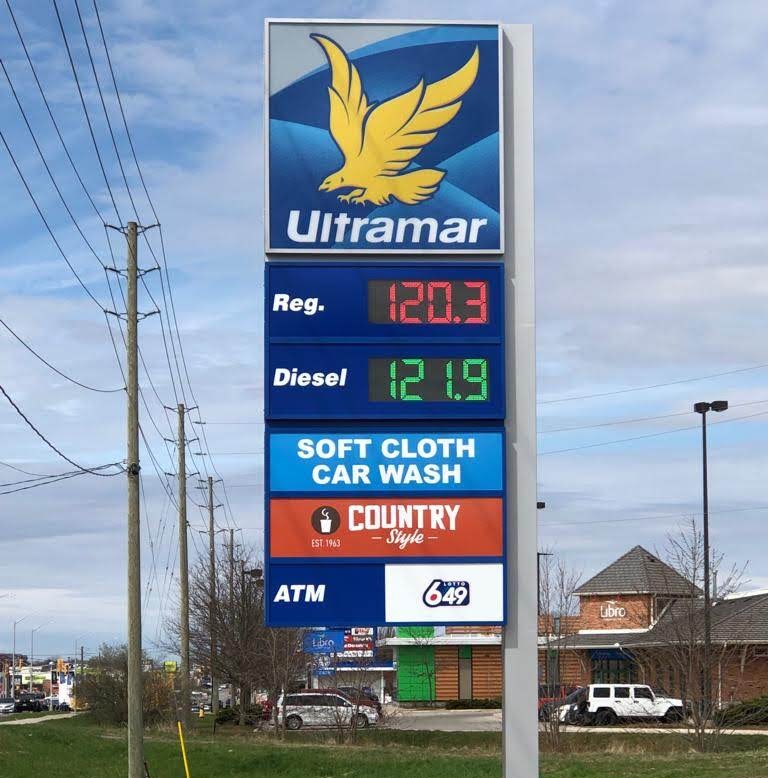 Ultramar
Reg. 120.3
Diesel 121.9
SOFT CLOTH
CAR WASH
COUNTRY
EST. 1963 – Style –
ATM LOTTO 649
Libro
Libro